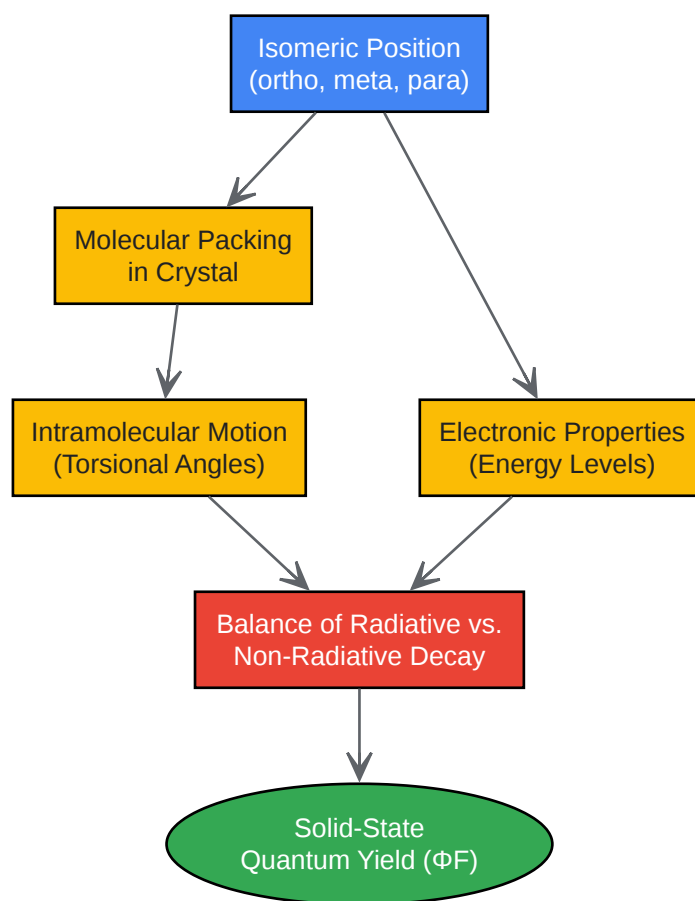 Isomeric Position
(ortho, meta, para)
Molecular Packing
in Crystal
Intramolecular Motion
(Torsional Angles)
Electronic Properties
(Energy Levels)
Balance of Radiative vs.
Non-Radiative Decay
Solid-State
Quantum Yield (ΦF)